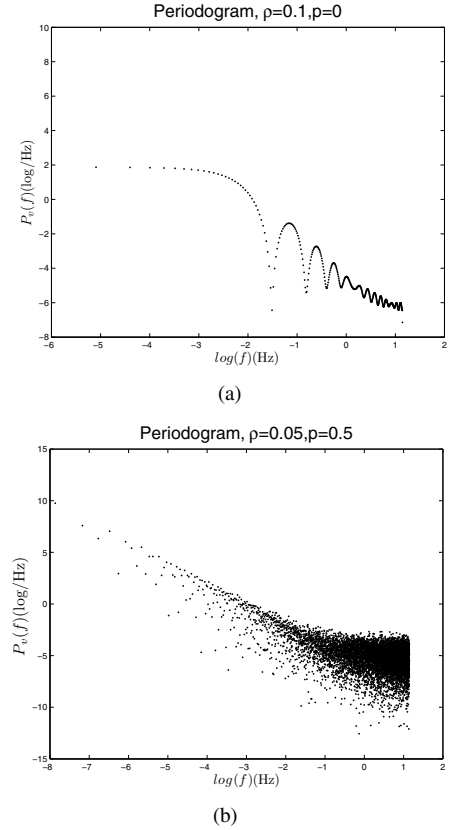 Periodogram, ρ=0.1,p=0
10
8
6
4
2
0
−2
−4
−6
−8
P_v(f)(log/Hz)
−6 −5 −4 −3 −2 −1 0 1 2
log(f)(Hz)
(a)
Periodogram, ρ=0.05,p=0.5
15
10
5
0
−5
−10
−15
P_v(f)(log/Hz)
−8 −7 −6 −5 −4 −3 −2 −1 0 1 2
log(f)(Hz)
(b)